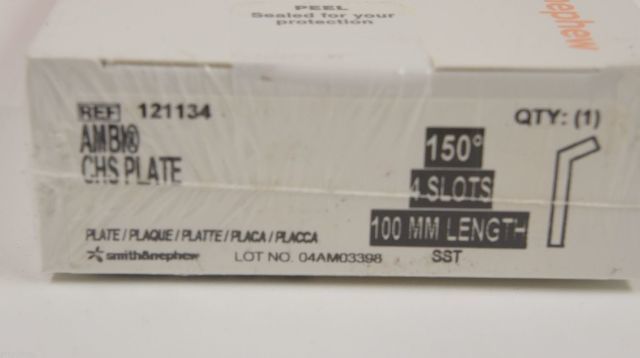 PEEL
Sealed for your
protection
nephew
REF 121134
QTY: (1)
AMBI®
CHS PLATE
150°
4 SLOTS
100 MM LENGTH
PLATE / PLAQUE / PLATTE / PLACA / PLACCA
smith&nephew LOT NO. 04AM03398 SST